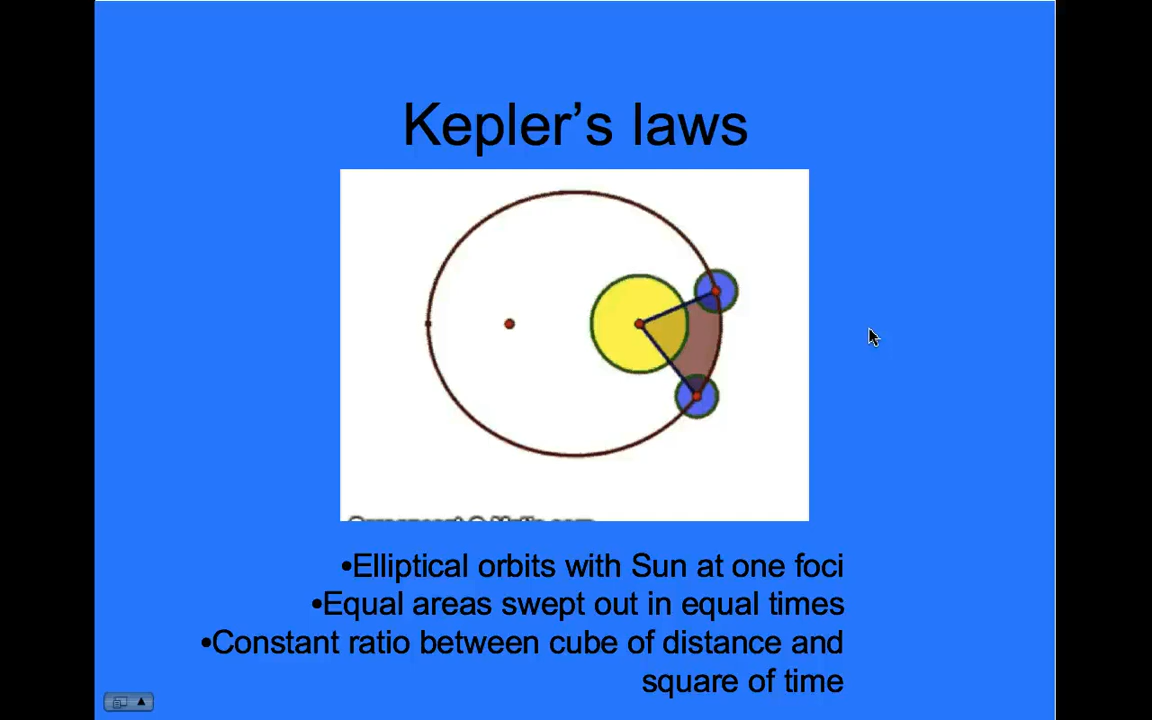 Kepler’s laws
•Elliptical orbits with Sun at one foci
•Equal areas swept out in equal times
•Constant ratio between cube of distance and
square of time